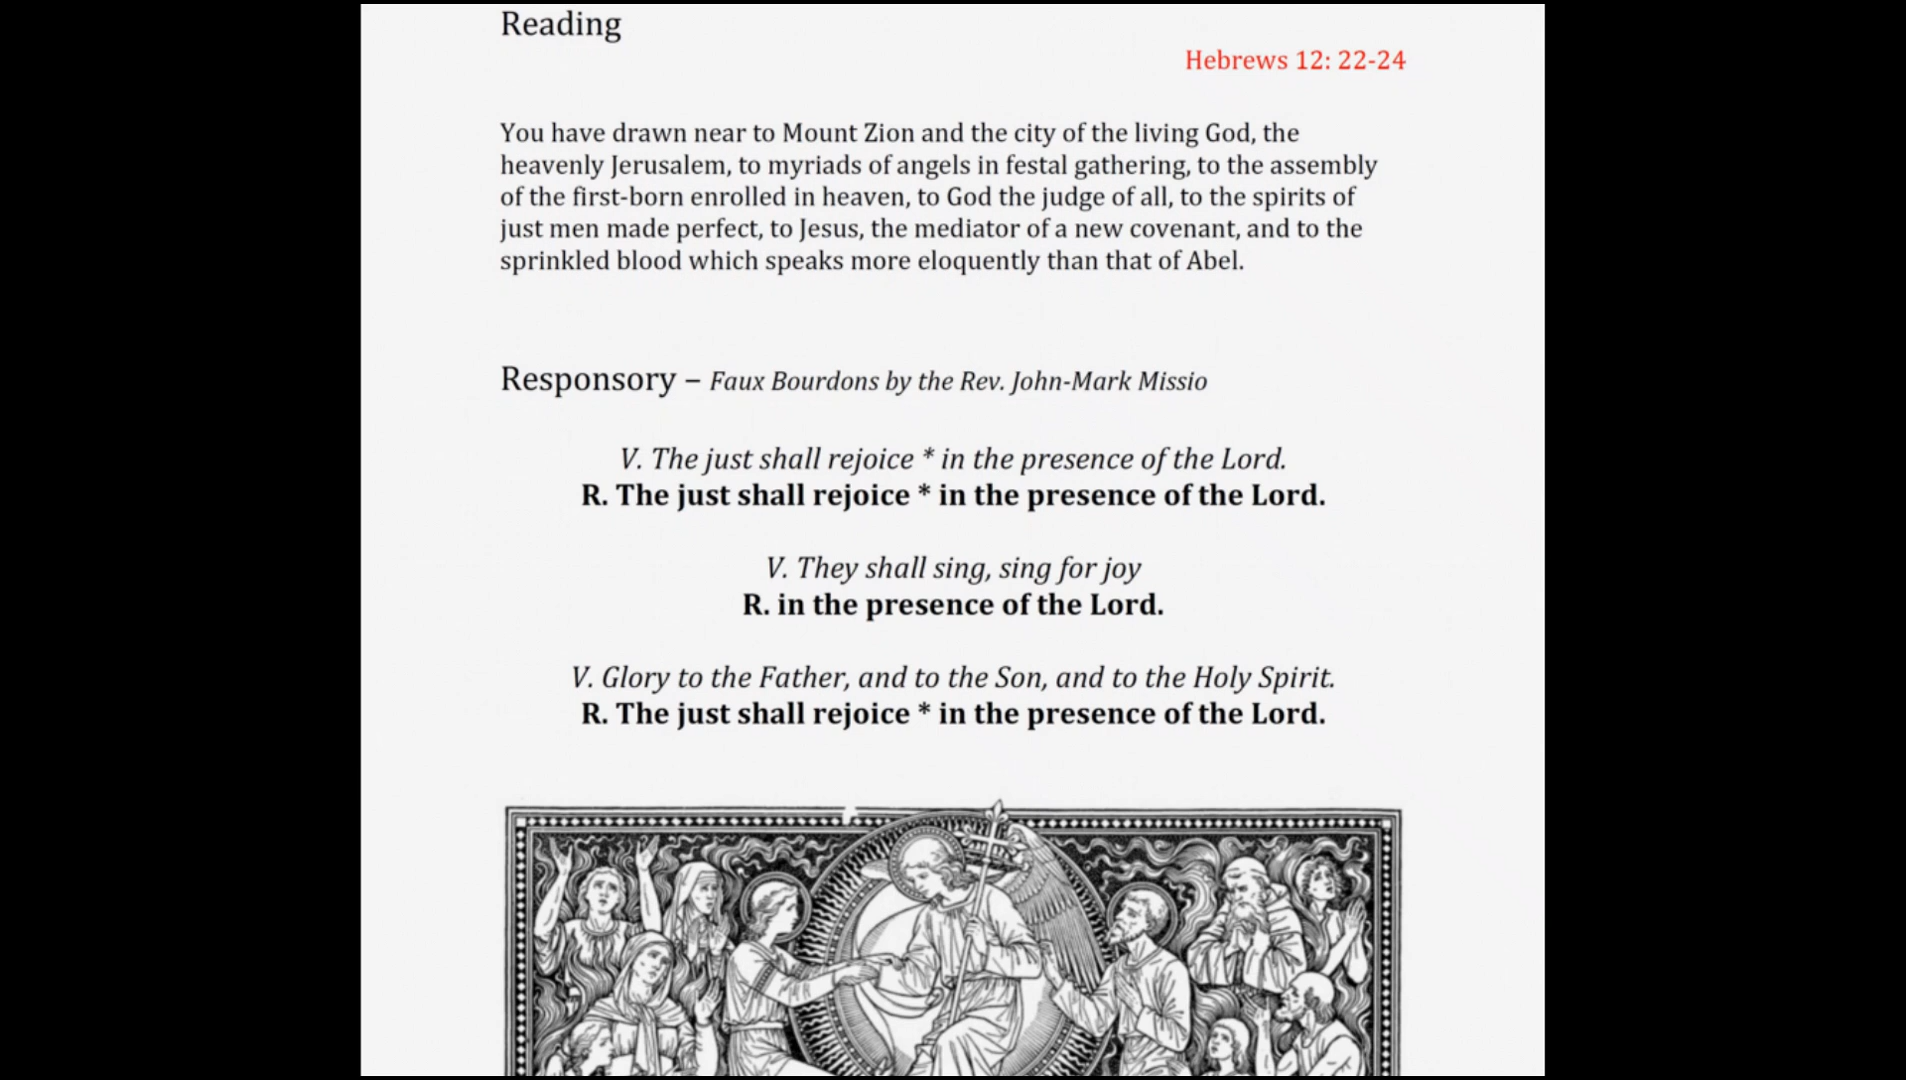 Reading
Hebrews 12: 22-24
You have drawn near to Mount Zion and the city of the living God, the
heavenly Jerusalem, to myriads of angels in festal gathering, to the assembly
of the first-born enrolled in heaven, to God the judge of all, to the spirits of
just men made perfect, to Jesus, the mediator of a new covenant, and to the
sprinkled blood which speaks more eloquently than that of Abel.
Responsory – Faux Bourdons by the Rev. John-Mark Missio
V. The just shall rejoice * in the presence of the Lord.
R. The just shall rejoice * in the presence of the Lord.
V. They shall sing, sing for joy
R. in the presence of the Lord.
V. Glory to the Father, and to the Son, and to the Holy Spirit.
R. The just shall rejoice * in the presence of the Lord.